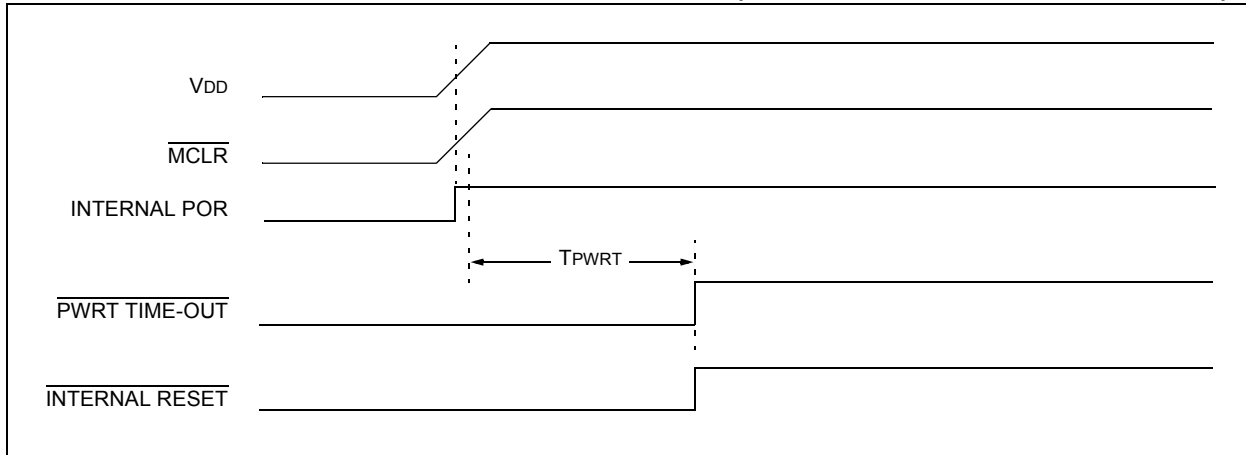 VDD
MCLR
INTERNAL POR
TPWRT
PWRT TIME-OUT
INTERNAL RESET